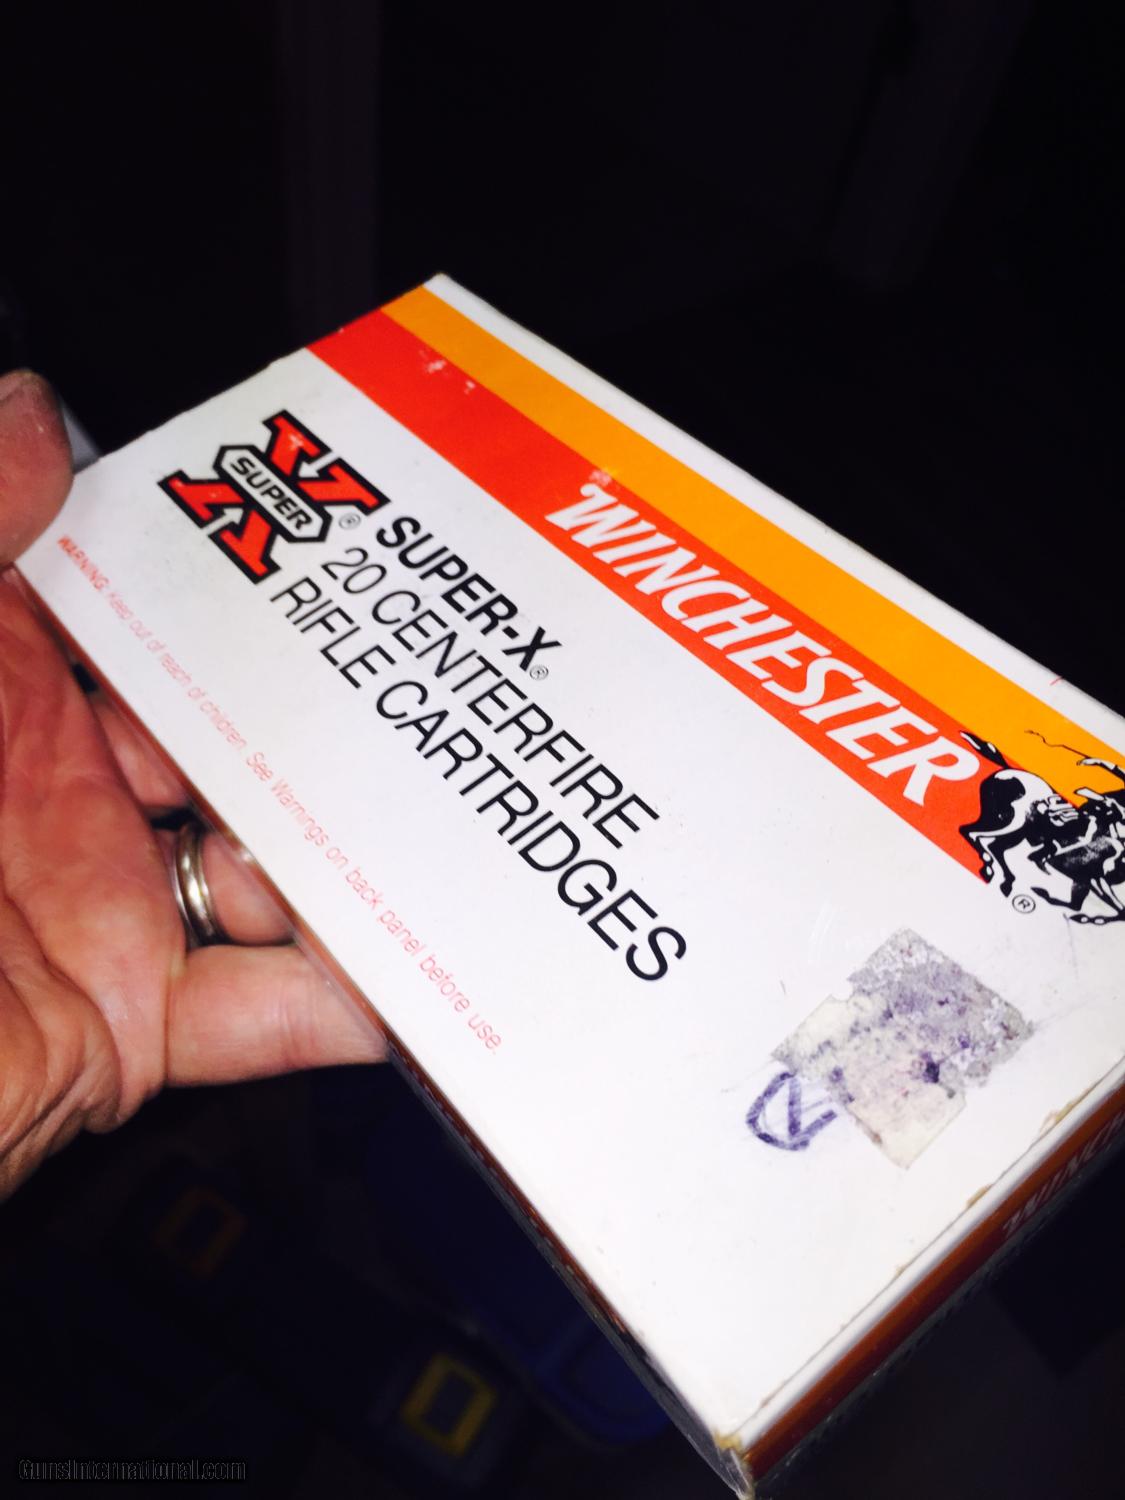 WINCHESTER
®
SUPER
®
SUPER-X®
20 CENTERFIRE
RIFLE CARTRIDGES
WARNING: Keep out of reach of children. See Warnings on back panel before use.
GunsInternational.com